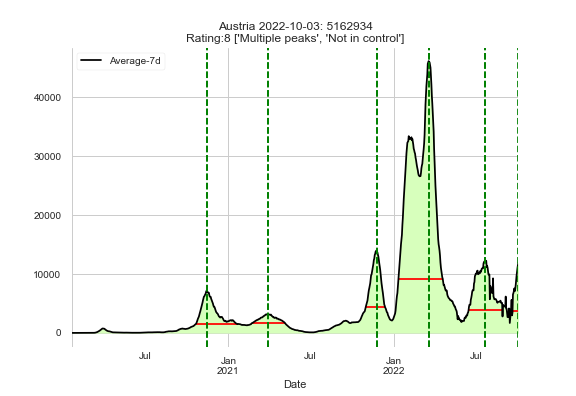 Austria 2022-10-03: 5162934
Rating:8 ['Multiple peaks', 'Not in control']
Average-7d
40000
30000
20000
10000
0
Jul
Jan
2021
Jul
Jan
2022
Jul
Date